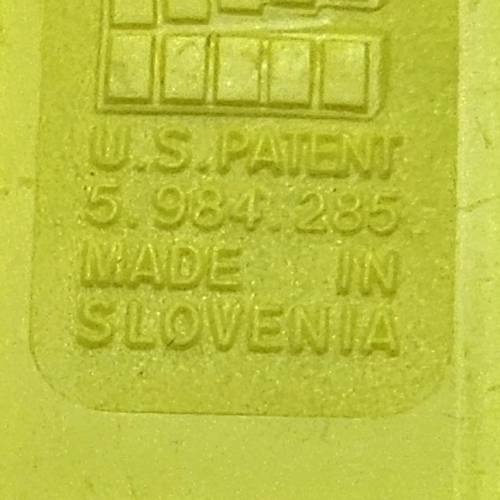 U.S.PATENT
5.984.285
MADE IN
SLOVENIA